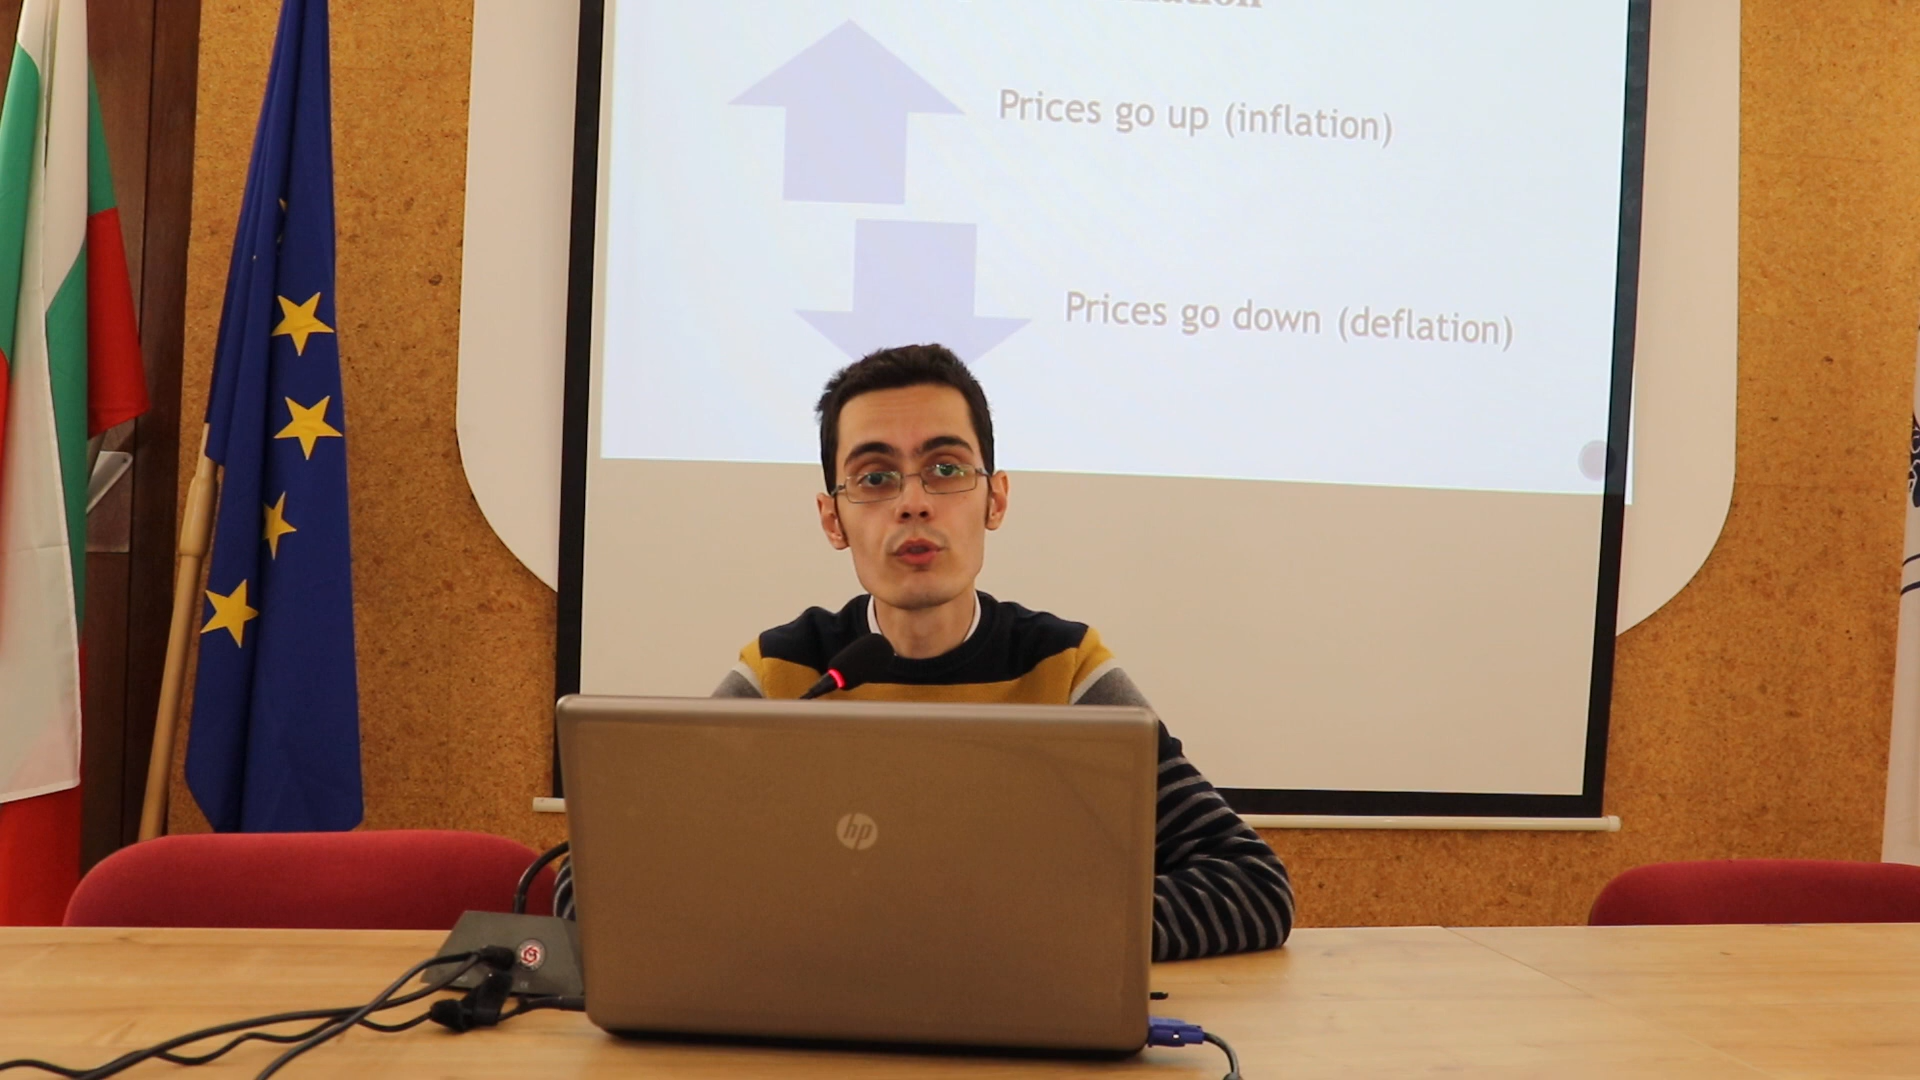 Prices go up (inflation)
Prices go down (deflation)
hp